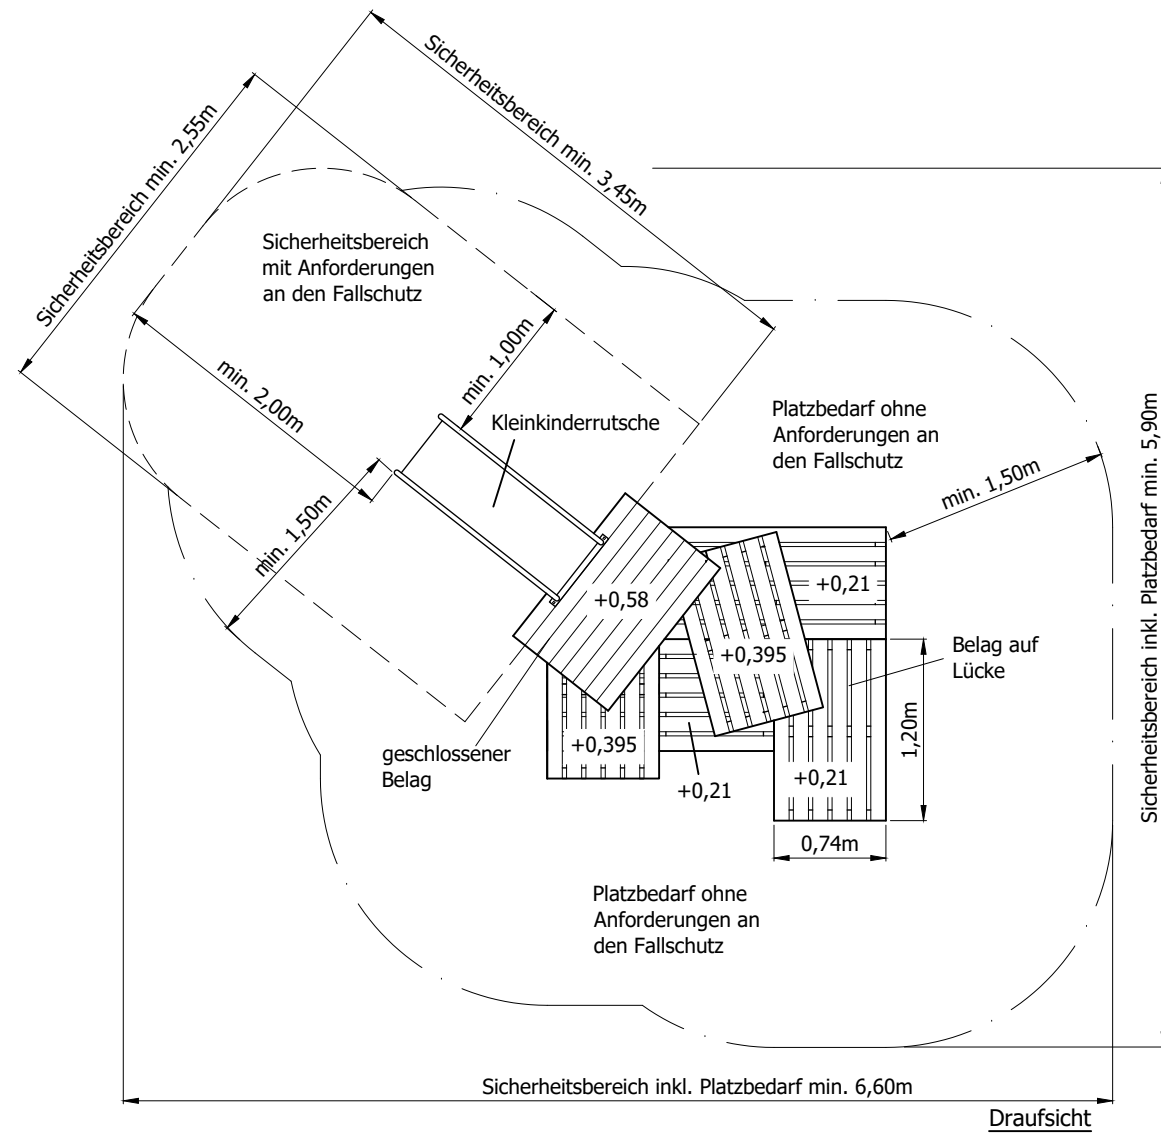 Sicherheitsbereich min. 3,45m
Sicherheitsbereich min. 2,55m
Sicherheitsbereich
mit Anforderungen
an den Fallschutz
min. 1,00m
min. 2,00m
Kleinkinderrutsche
Platzbedarf ohne
Anforderungen an
den Fallschutz
min. 1,50m
min. 1,50m
Sicherheitsbereich inkl. Platzbedarf min. 5,90m
+0,58
+0,21
+0,395
Belag auf
Lücke
1,20m
geschlossener
Belag
+0,395
+0,21
+0,21
0,74m
Platzbedarf ohne
Anforderungen an
den Fallschutz
Sicherheitsbereich inkl. Platzbedarf min. 6,60m
Draufsicht